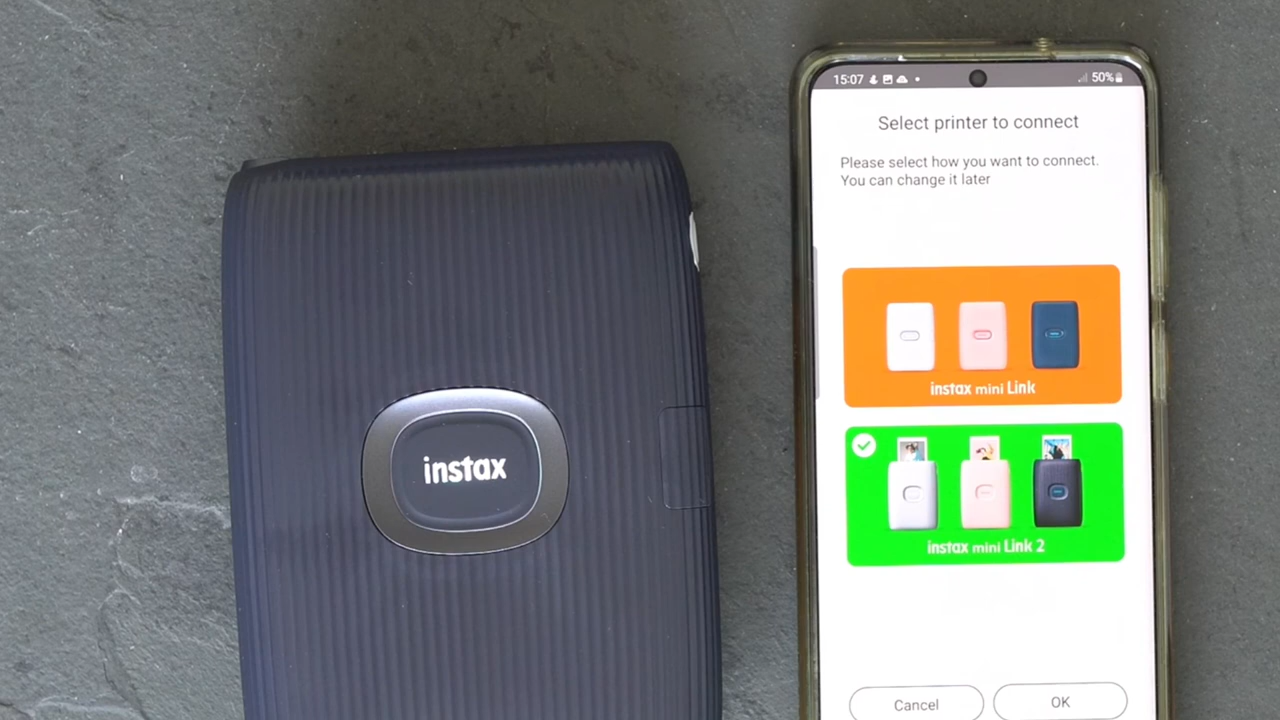 instax
15:07
50%
Select printer to connect
Please select how you want to connect.
You can change it later
instax mini Link
instax mini Link 2
Cancel
OK